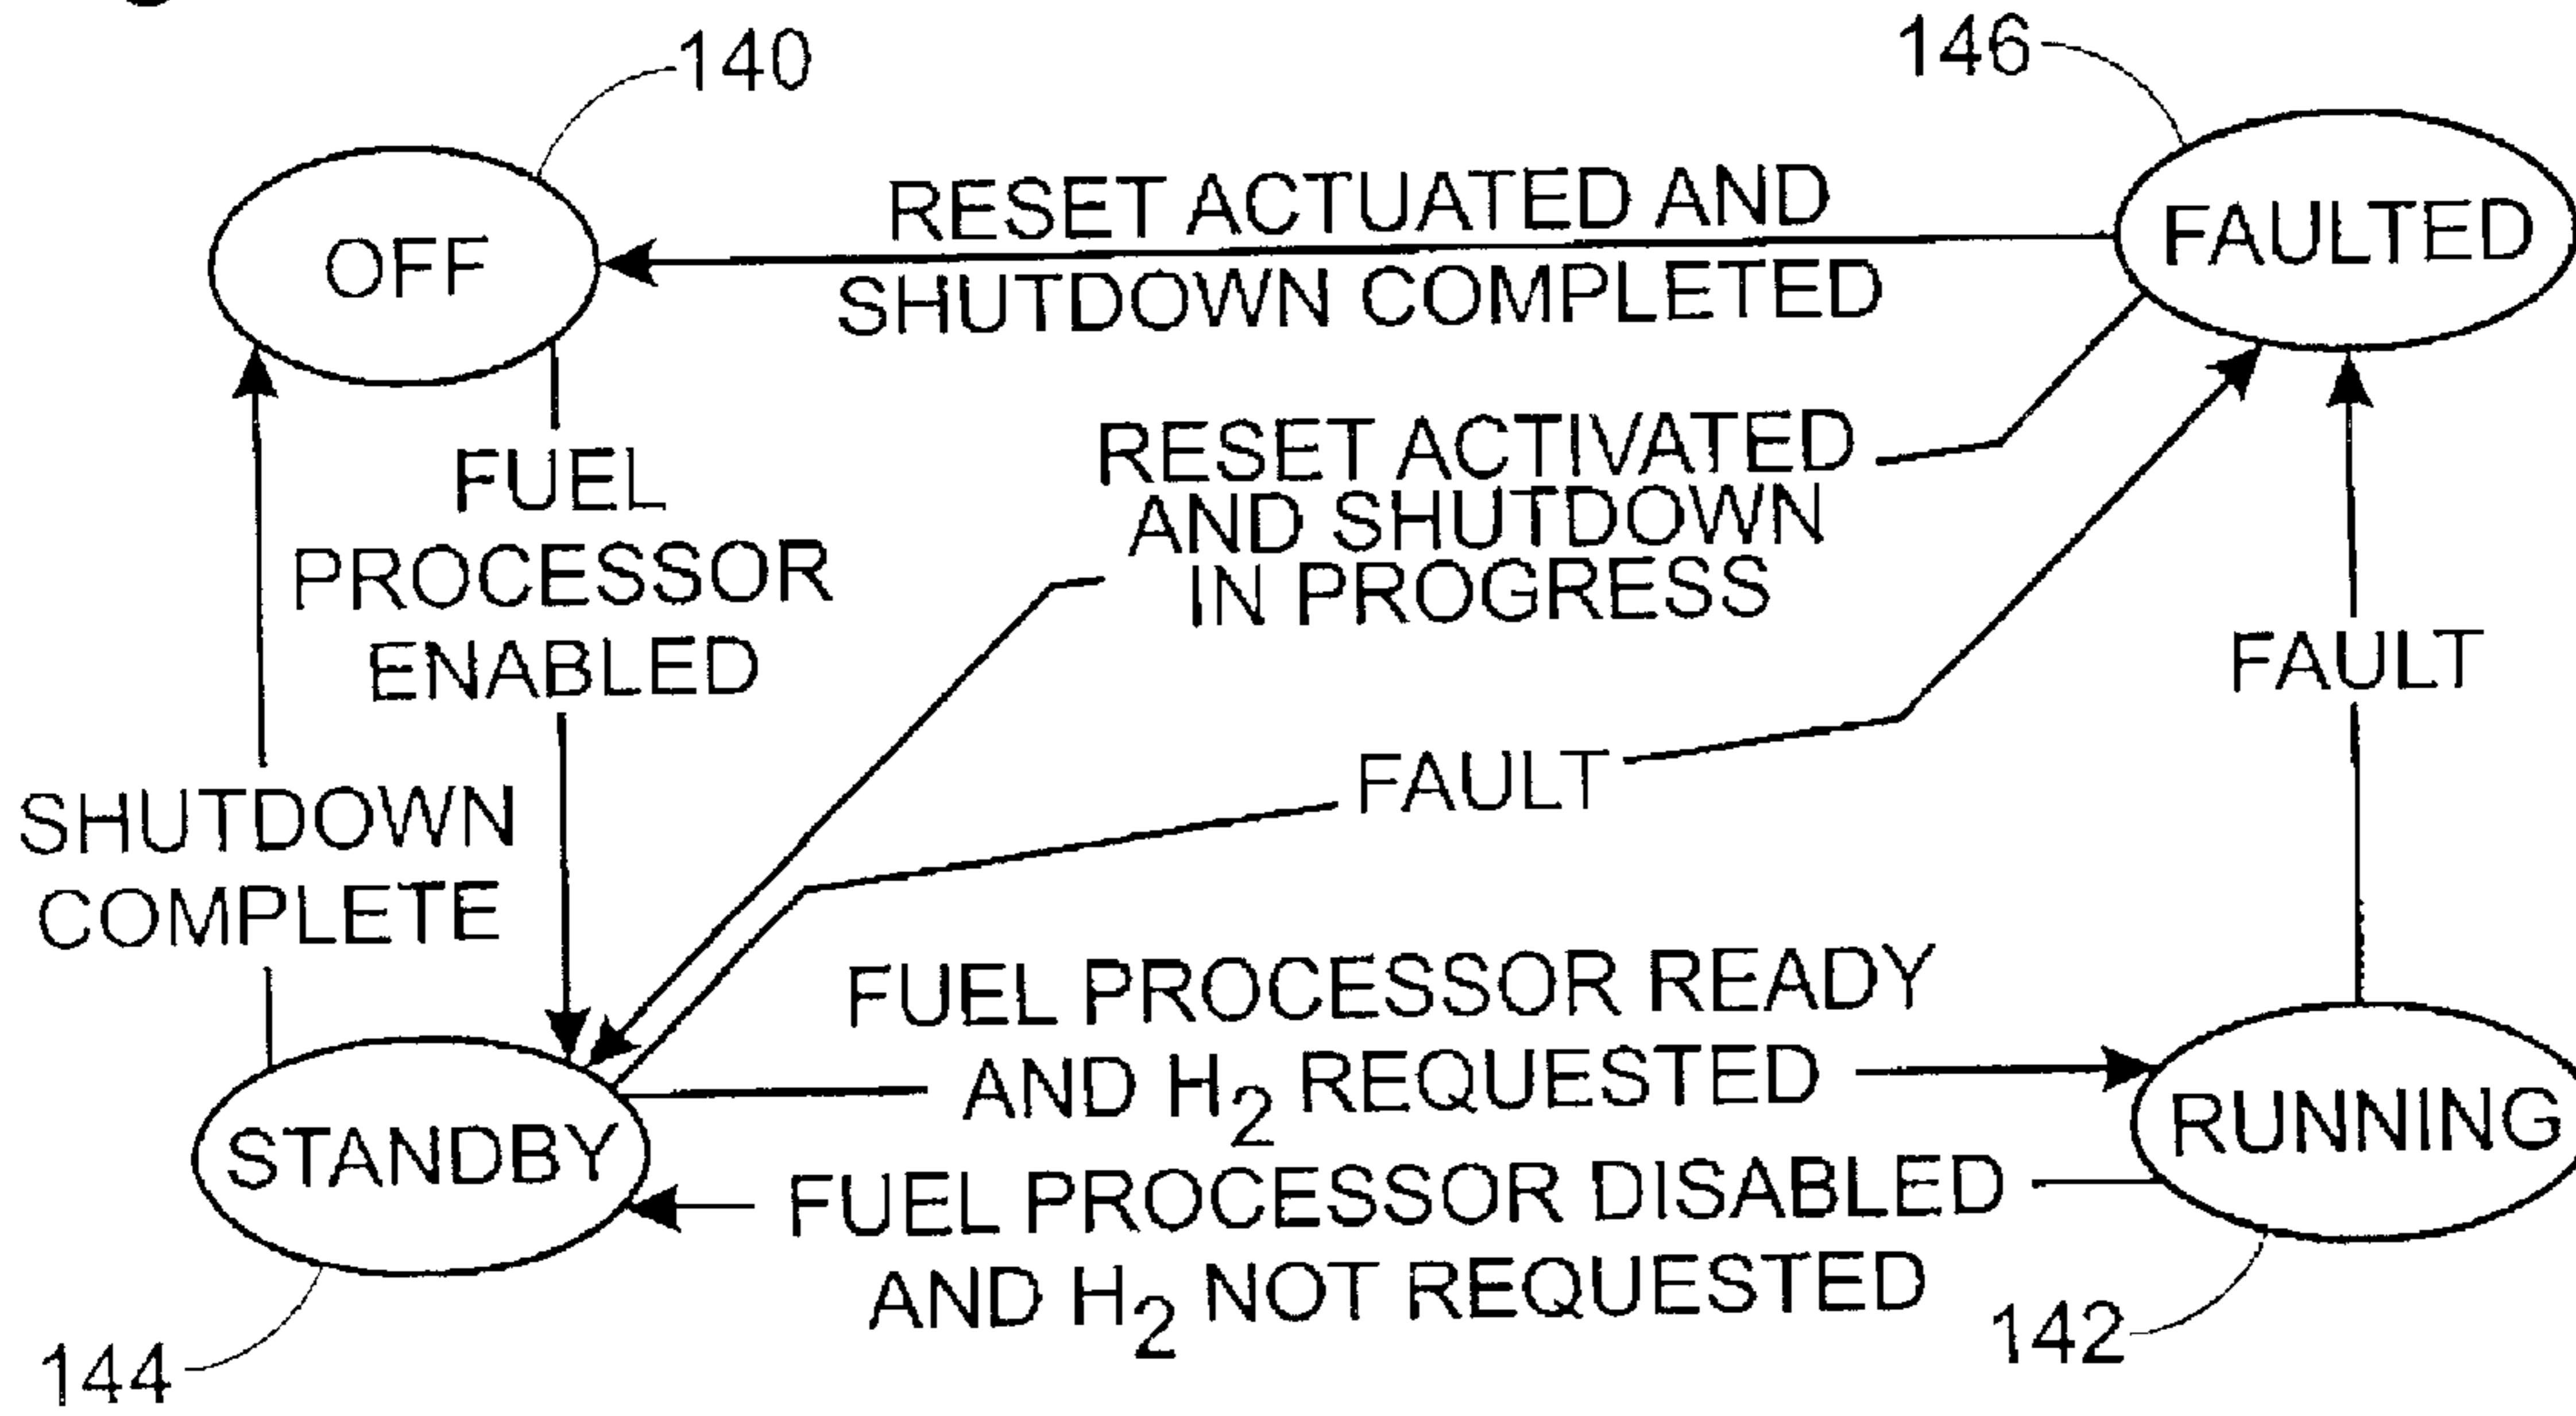 140
146
OFF
RESET ACTUATED AND
SHUTDOWN COMPLETED
FAULTED
FUEL
PROCESSOR
ENABLED
RESET ACTIVATED
AND SHUTDOWN
IN PROGRESS
FAULT
FAULT
SHUTDOWN
COMPLETE
FUEL PROCESSOR READY
AND H₂ REQUESTED
STANDBY
RUNNING
FUEL PROCESSOR DISABLED
AND H₂ NOT REQUESTED
144
142